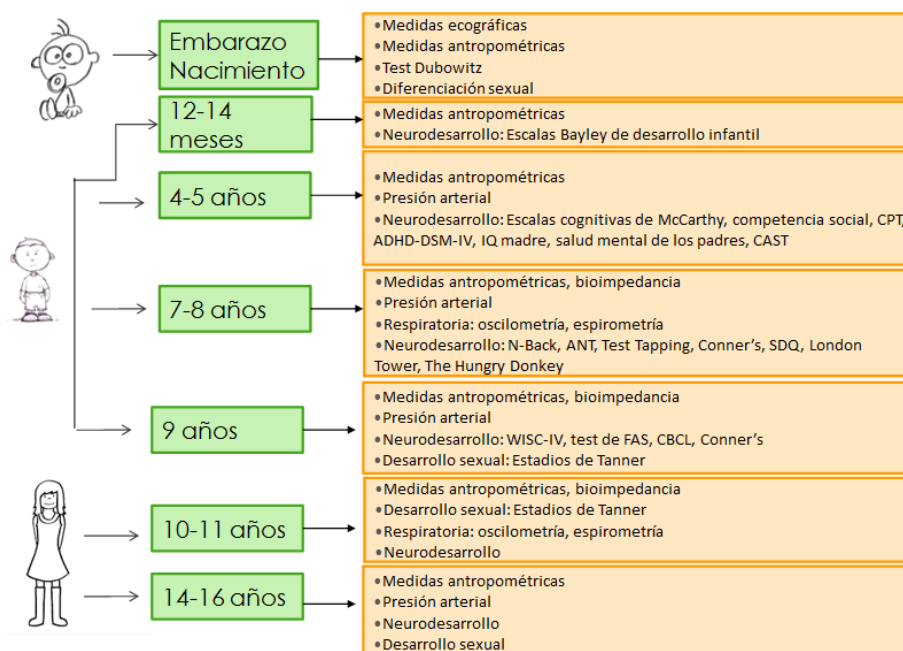 Embarazo
Nacimiento
•Medidas ecográficas
•Medidas antropométricas
•Test Dubowitz
•Diferenciación sexual
12-14
meses
•Medidas antropométricas
•Neurodesarrollo: Escalas Bayley de desarrollo infantil
4-5 años
•Medidas antropométricas
•Presión arterial
•Neurodesarrollo: Escalas cognitivas de McCarthy, competencia social, CPT,
ADHD-DSM-IV, IQ madre, salud mental de los padres, CAST
7-8 años
•Medidas antropométricas, bioimpedancia
•Presión arterial
•Respiratoria: oscilometría, espirometría
•Neurodesarrollo: N-Back, ANT, Test Tapping, Conner’s, SDQ, London
Tower, The Hungry Donkey
9 años
•Medidas antropométricas, bioimpedancia
•Presión arterial
•Neurodesarrollo: WISC-IV, test de FAS, CBCL, Conner’s
•Desarrollo sexual: Estadios de Tanner
10-11 años
•Medidas antropométricas, bioimpedancia
•Desarrollo sexual: Estadios de Tanner
•Respiratoria: oscilometría, espirometría
•Neurodesarrollo
14-16 años
•Medidas antropométricas
•Presión arterial
•Neurodesarrollo
•Desarrollo sexual